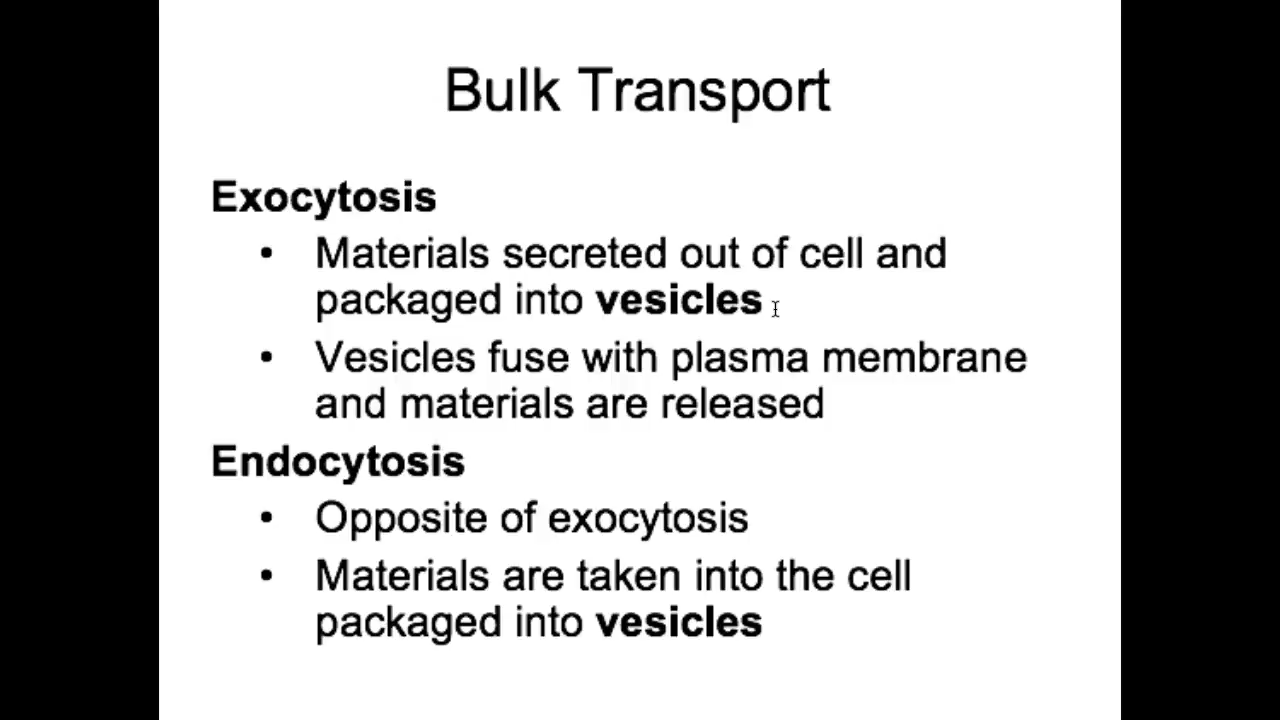 Bulk Transport
Exocytosis
• Materials secreted out of cell and
packaged into vesicles
• Vesicles fuse with plasma membrane
and materials are released
Endocytosis
• Opposite of exocytosis
• Materials are taken into the cell
packaged into vesicles